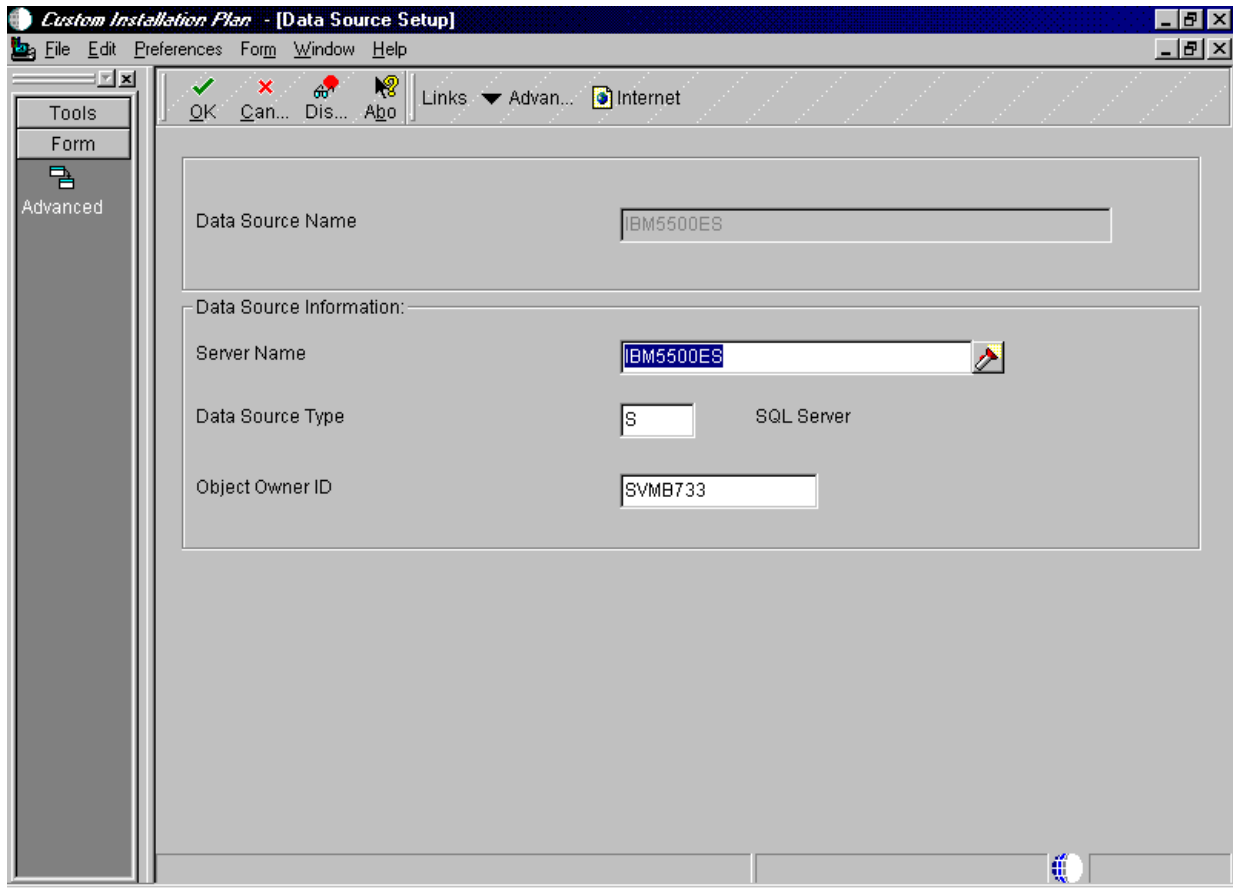 Custom Installation Plan - [Data Source Setup]
File Edit Preferences Form Window Help
Tools
Form
Advanced
OK Can... Dis... Abo Links Advan... Internet
Data Source Name IBM5500ES
Data Source Information:
Server Name IBM5500ES
Data Source Type S SQL Server
Object Owner ID SVMB733